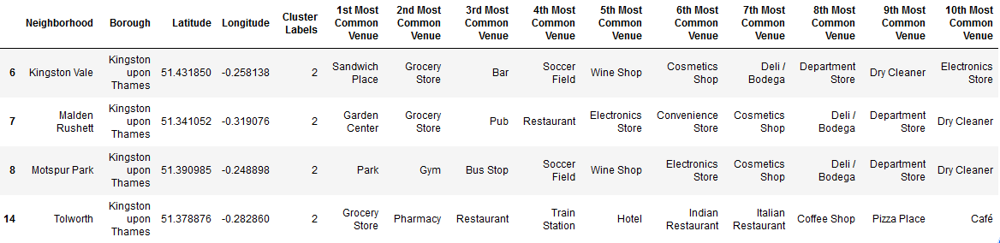 Neighborhood Borough Latitude Longitude Cluster Labels 1st Most Common Venue 2nd Most Common Venue 3rd Most Common Venue 4th Most Common Venue 5th Most Common Venue 6th Most Common Venue 7th Most Common Venue 8th Most Common Venue 9th Most Common Venue 10th Most Common Venue
6 Kingston Vale Kingston upon Thames 51.431850 -0.258138 2 Sandwich Place Grocery Store Bar Soccer Field Wine Shop Cosmetics Shop Deli / Bodega Department Store Dry Cleaner Electronics Store
7 Malden Rushett Kingston upon Thames 51.341052 -0.319076 2 Garden Center Grocery Store Pub Restaurant Electronics Store Convenience Store Cosmetics Shop Deli / Bodega Department Store Dry Cleaner
8 Motspur Park Kingston upon Thames 51.390985 -0.248898 2 Park Gym Bus Stop Soccer Field Wine Shop Electronics Store Cosmetics Shop Deli / Bodega Department Store Dry Cleaner
14 Tolworth Kingston upon Thames 51.378876 -0.282860 2 Grocery Store Pharmacy Restaurant Train Station Hotel Indian Restaurant Italian Restaurant Coffee Shop Pizza Place Café